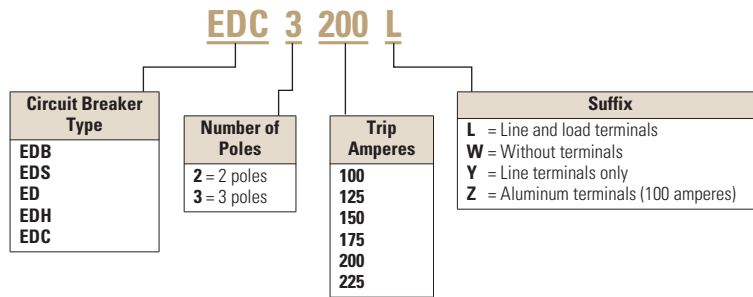 EDC 3 200 L
Circuit Breaker
Type
EDB
EDS
ED
EDH
EDC
Number of
Poles
2 = 2 poles
3 = 3 poles
Trip
Amperes
100
125
150
175
200
225
Suffix
L = Line and load terminals
W = Without terminals
Y = Line terminals only
Z = Aluminum terminals (100 amperes)